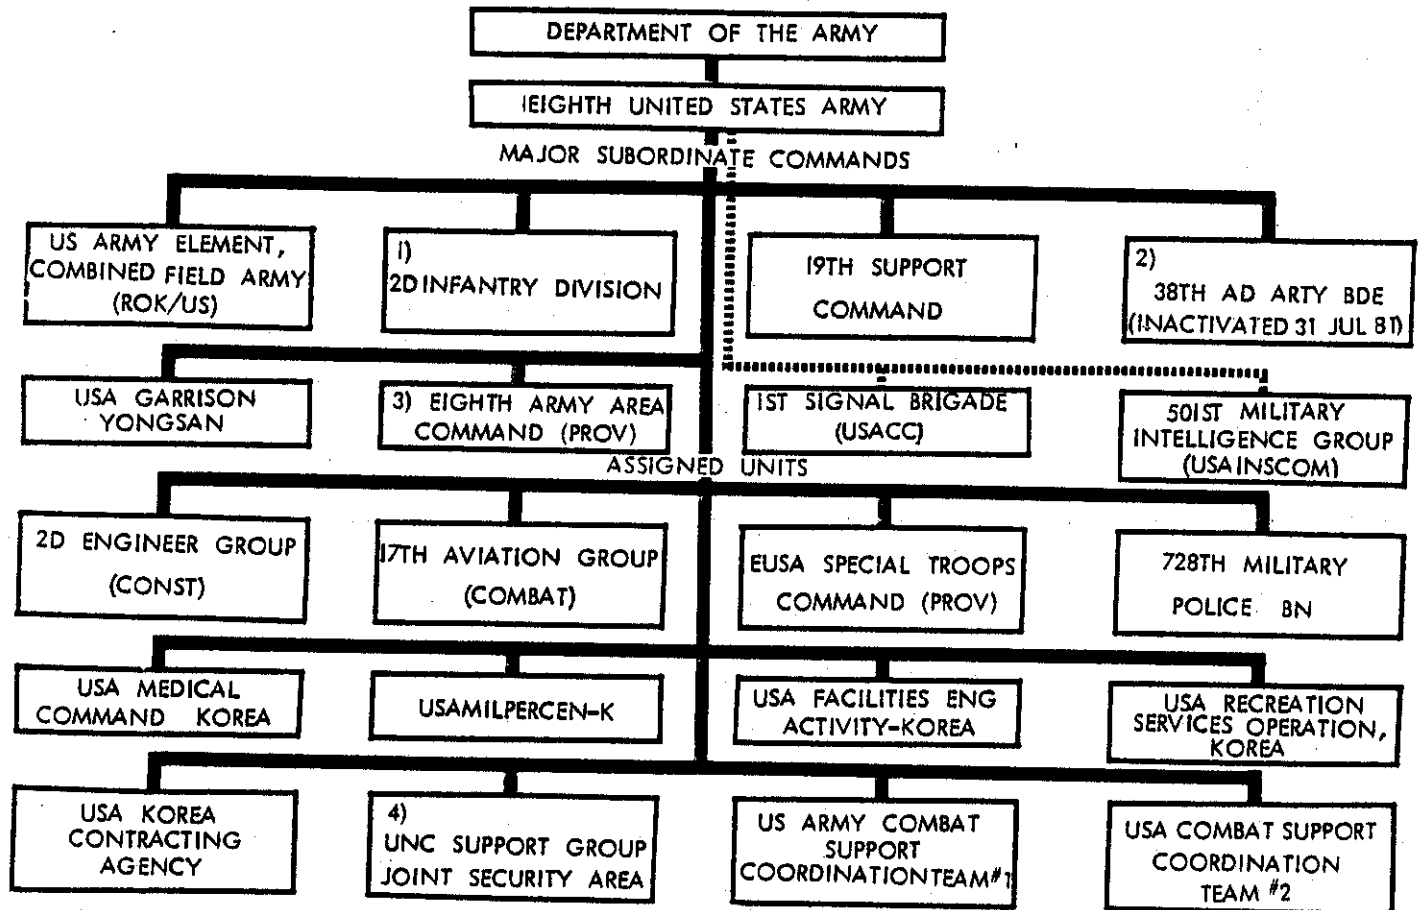 DEPARTMENT OF THE ARMY
EIGHTH UNITED STATES ARMY
MAJOR SUBORDINATE COMMANDS
US ARMY ELEMENT,
COMBINED FIELD ARMY
(ROK/US)
1)
2D INFANTRY DIVISION
19TH SUPPORT
COMMAND
2)
38TH AD ARTY BDE
(INACTIVATED 31 JUL 81)
USA GARRISON
YONGSAN
3) EIGHTH ARMY AREA
COMMAND (PROV)
1ST SIGNAL BRIGADE
(USACC)
501ST MILITARY
INTELLIGENCE GROUP
(USAINSCOM)
ASSIGNED UNITS
2D ENGINEER GROUP
(CONST)
17TH AVIATION GROUP
(COMBAT)
EUSA SPECIAL TROOPS
COMMAND (PROV)
728TH MILITARY
POLICE BN
USA MEDICAL
COMMAND KOREA
USAMILPERCEN-K
USA FACILITIES ENG
ACTIVITY-KOREA
USA RECREATION
SERVICES OPERATION,
KOREA
USA KOREA
CONTRACTING
AGENCY
4)
UNC SUPPORT GROUP
JOINT SECURITY AREA
US ARMY COMBAT
SUPPORT
COORDINATION TEAM #1
USA COMBAT SUPPORT
COORDINATION
TEAM #2